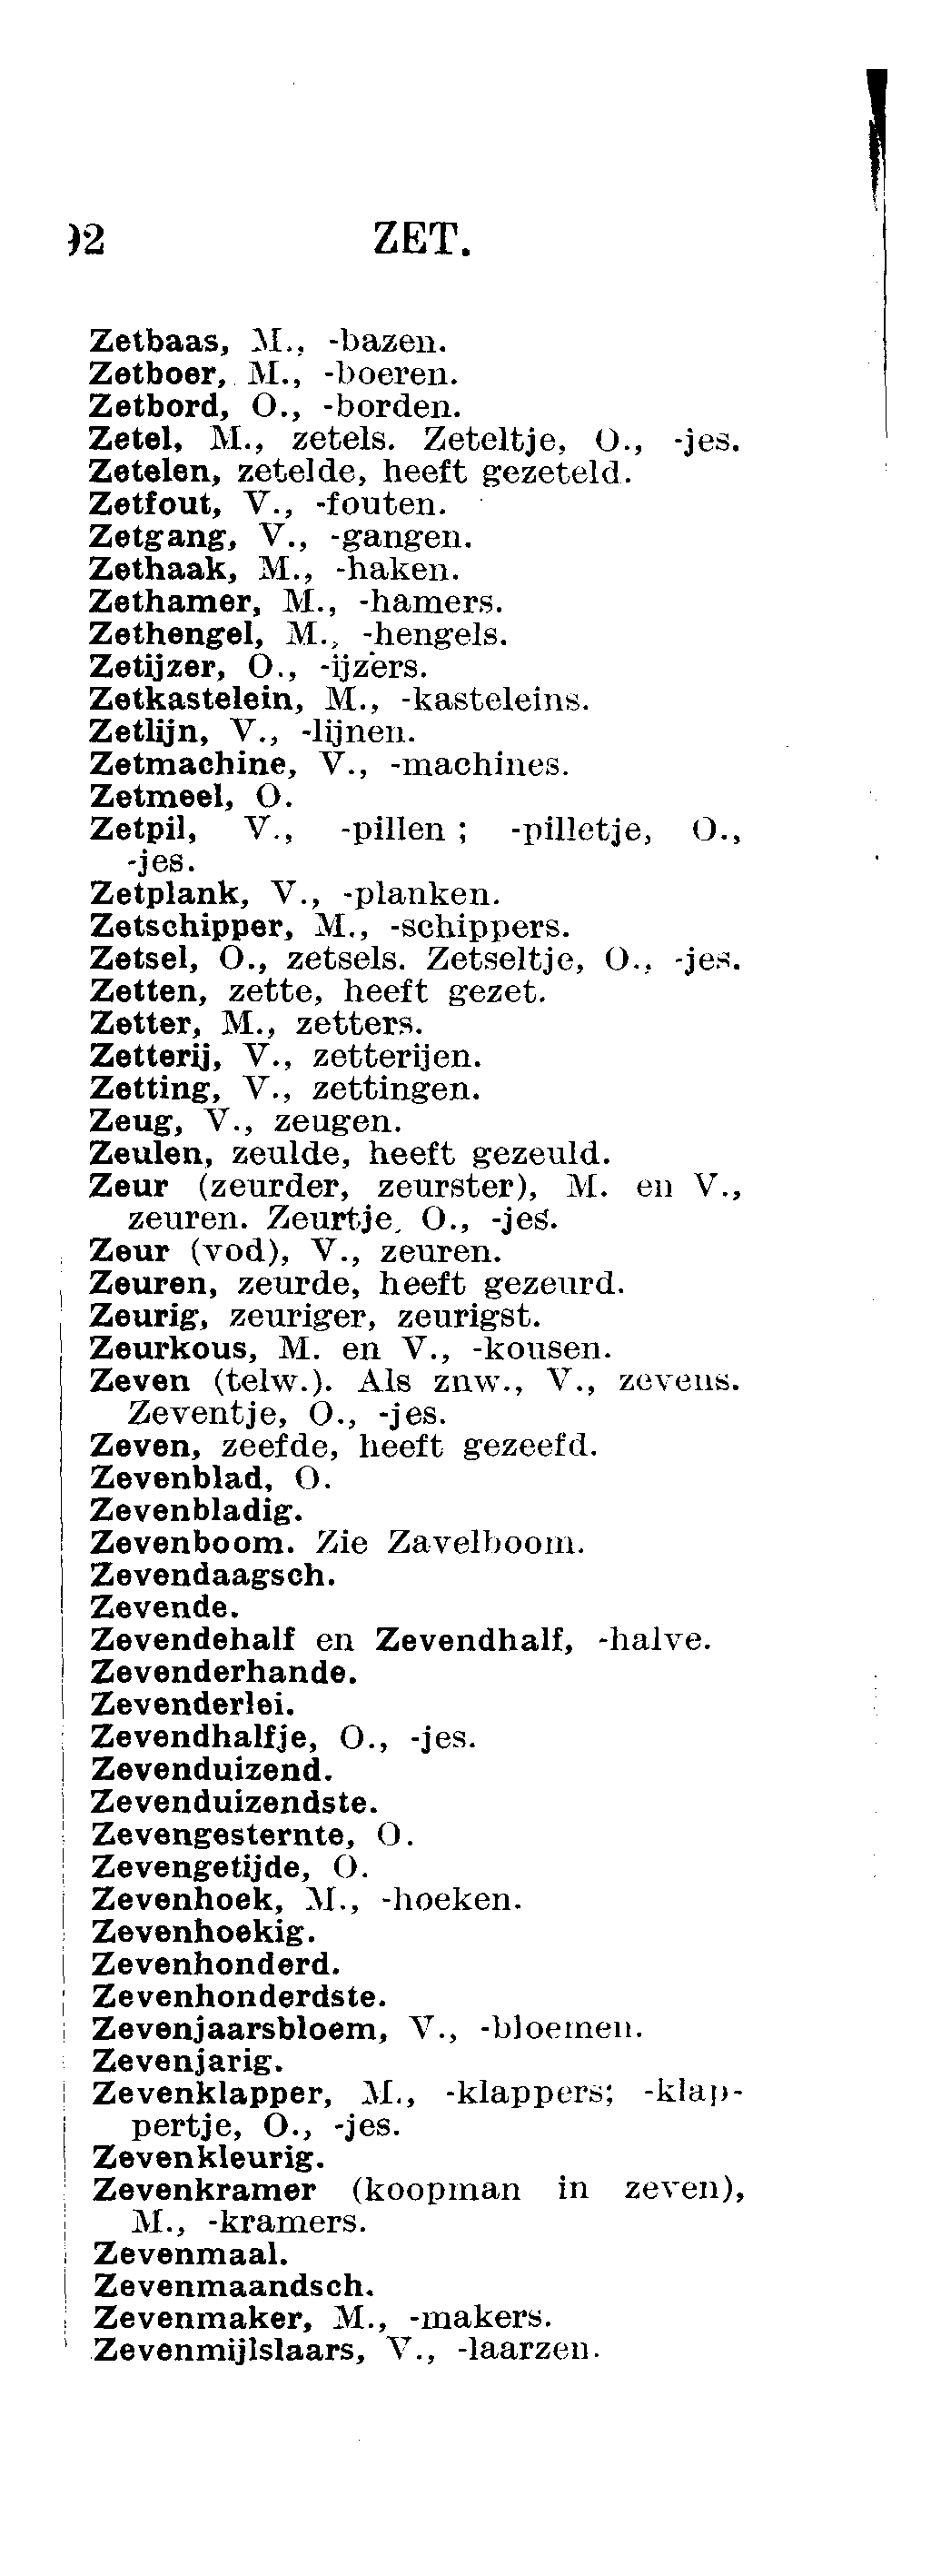 92 ZET.
Zetbaas, M., -bazen.
Zetboer, M., -boeren.
Zetbord, O., -borden.
Zetel, M., zetels. Zeteltje, O., -jes.
Zetelen, zetelde, heeft gezeteld.
Zetfout, V., -fouten.
Zetgang, V., -gangen.
Zethaak, M., -haken.
Zethamer, M., -hamers.
Zethengel, M., -hengels.
Zetijzer, O., -ijzers.
Zetkastelein, M., -kasteleins.
Zetlijn, V., -lijnen.
Zetmachine, V., -machines.
Zetmeel, O.
Zetpil, V., -pillen ; -pilletje, O.,
-jes.
Zetplank, V., -planken.
Zetschipper, M., -schippers.
Zetsel, O., zetsels. Zetseltje, O., -jes.
Zetten, zette, heeft gezet.
Zetter, M., zetters.
Zetterij, V., zetterijen.
Zetting, V., zettingen.
Zeug, V., zeugen.
Zeulen, zeulde, heeft gezeuld.
Zeur (zeurder, zeurster), M. en V.,
zeuren. Zeurtje, O., -jes.
Zeur (vod), V., zeuren.
Zeuren, zeurde, heeft gezeurd.
Zeurig, zeuriger, zeurigst.
Zeurkous, M. en V., -kousen.
Zeven (telw.). Als znw., V., zevens.
Zeventje, O., -jes.
Zeven, zeefde, heeft gezeefd.
Zevenblad, O.
Zevenbladig.
Zevenboom. Zie Zavelboom.
Zevendaagsch.
Zevende.
Zevendehalf en Zevendhalf, -halve.
Zevenderhande.
Zevenderlei.
Zevendhalfje, O., -jes.
Zevenduizend.
Zevenduizendste.
Zevengesternte, O.
Zevengetijde, O.
Zevenhoek, M., -hoeken.
Zevenhoekig.
Zevenhonderd.
Zevenhonderdste.
Zevenjaarsbloem, V., -bloemen.
Zevenjarig.
Zevenklapper, M., -klappers; -klap-
pertje, O., -jes.
Zevenkleurig.
Zevenkramer (koopman in zeven),
M., -kramers.
Zevenmaal.
Zevenmaandsch.
Zevenmaker, M., -makers.
Zevenmijlslaars, V., -laarzen.